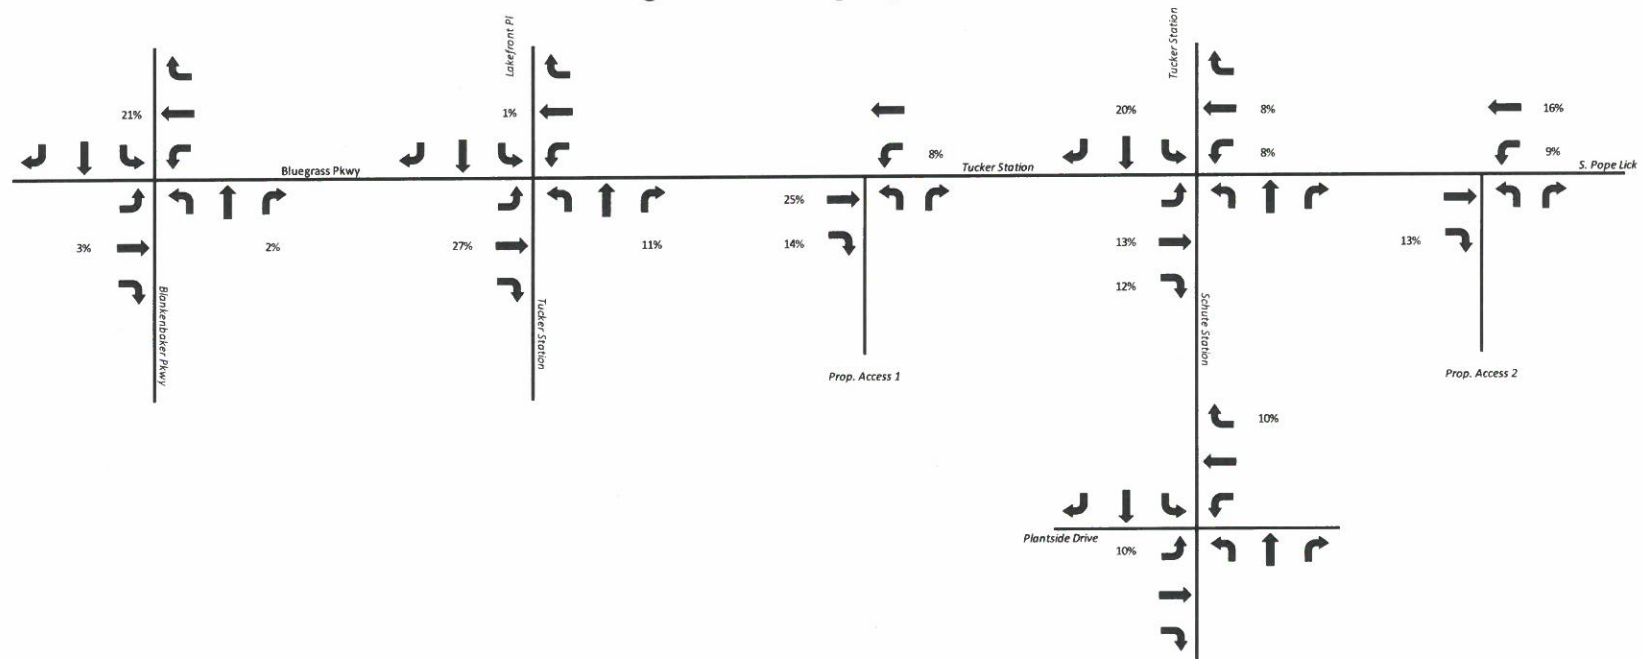 Lakefront Pl
Tucker Station
21%
1%
8%
20%
8%
8%
16%
9%
Bluegrass Pkwy
Tucker Station
S. Pope Lick
3%
2%
27%
11%
25%
14%
13%
12%
13%
Blankenbaker Pkwy
Tucker Station
Schute Station
Prop. Access 1
Prop. Access 2
10%
Plantside Drive
10%